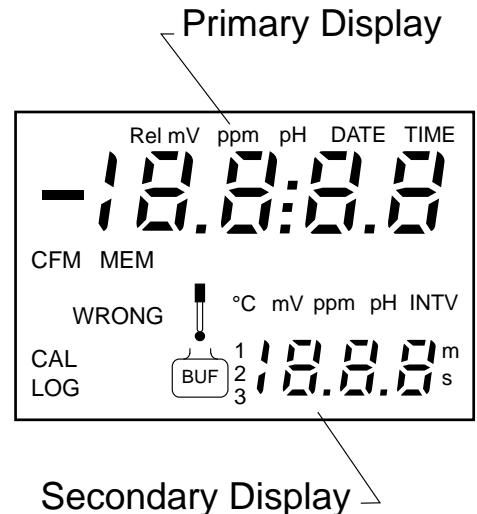 Primary Display
Rel mV ppm pH DATE TIME
-18.8:8.8
CFM MEM
WRONG
°C mV ppm pH INTV
CAL
LOG
BUF
1
2
3
18.8.8
m
s
Secondary Display